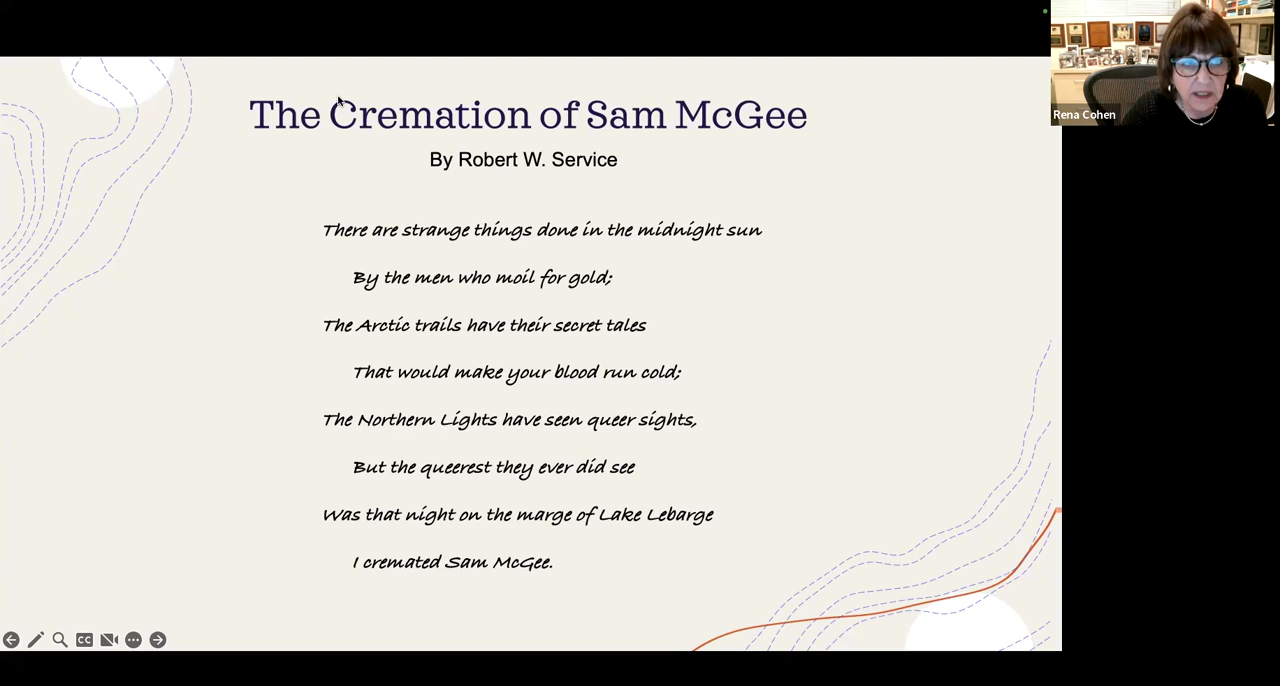 The Cremation of Sam McGee
By Robert W. Service
There are strange things done in the midnight sun
By the men who moil for gold;
The Arctic trails have their secret tales
That would make your blood run cold;
The Northern Lights have seen queer sights,
But the queerest they ever did see
Was that night on the marge of Lake Lebarge
I cremated Sam McGee.
Rena Cohen
CC